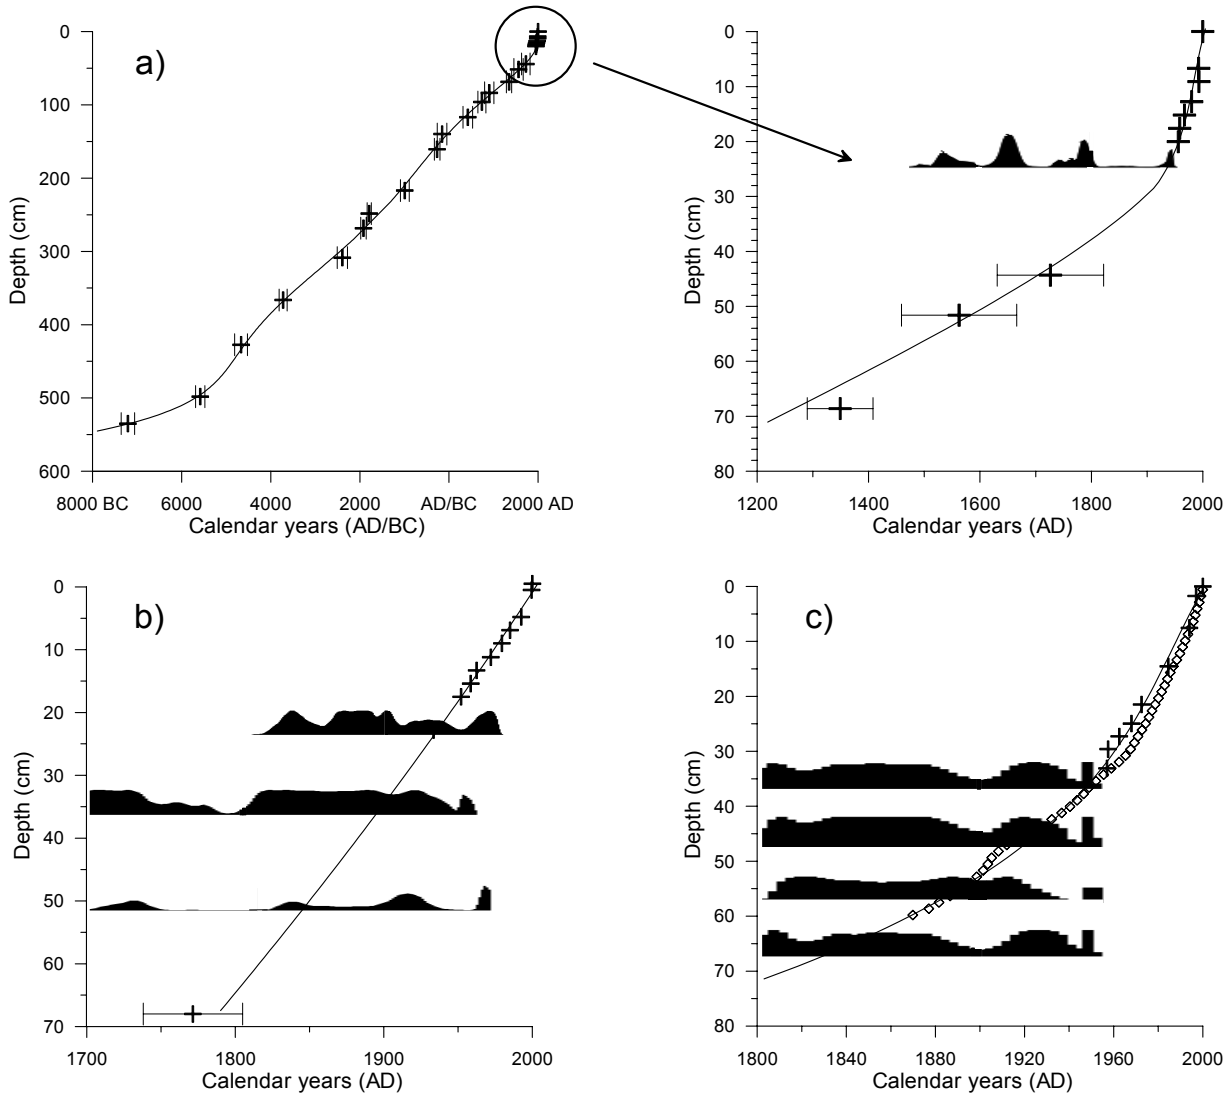 a)
0
100
200
300
400
500
600
Depth (cm)
8000 BC 6000 4000 2000 AD/BC 2000 AD
Calendar years (AD/BC)
0
10
20
30
40
50
60
70
80
Depth (cm)
1200 1400 1600 1800 2000
Calendar years (AD)
b)
0
10
20
30
40
50
60
70
Depth (cm)
1700 1800 1900 2000
Calendar years (AD)
c)
0
10
20
30
40
50
60
70
80
Depth (cm)
1800 1840 1880 1920 1960 2000
Calendar years (AD)